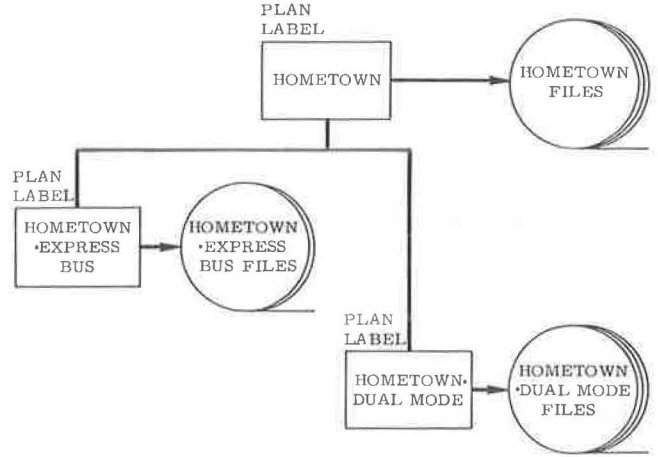 PLAN
LABEL
HOMETOWN
HOMETOWN
FILES
PLAN
LABEL
HOMETOWN
•EXPRESS
BUS
HOMETOWN
•EXPRESS
BUS FILES
PLAN
LABEL
HOMETOWN•
DUAL MODE
HOMETOWN
•DUAL MODE
FILES